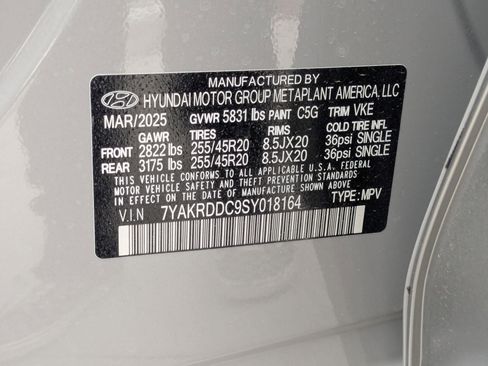 MANUFACTURED BY
HYUNDAI MOTOR GROUP METAPLANT AMERICA, LLC
MAR/2025 GVWR 5831 lbs PAINT C5G TRIM VKE
GAWR TIRES RIMS COLD TIRE INFL
FRONT 2822 lbs 255/45R20 8.5JX20 36psi SINGLE
REAR 3175 lbs 255/45R20 8.5JX20 36psi SINGLE
THIS VEHICLE CONFORMS TO ALL APPLICABLE U.S.A. FEDERAL
MOTOR VEHICLE SAFETY, BUMPER, AND THEFT PREVENTION
STANDARDS IN EFFECT ON THE DATE OF MANUFACTURE SHOWN ABOVE.
V.I.N 7YAKRDDC9SY018164 TYPE : MPV